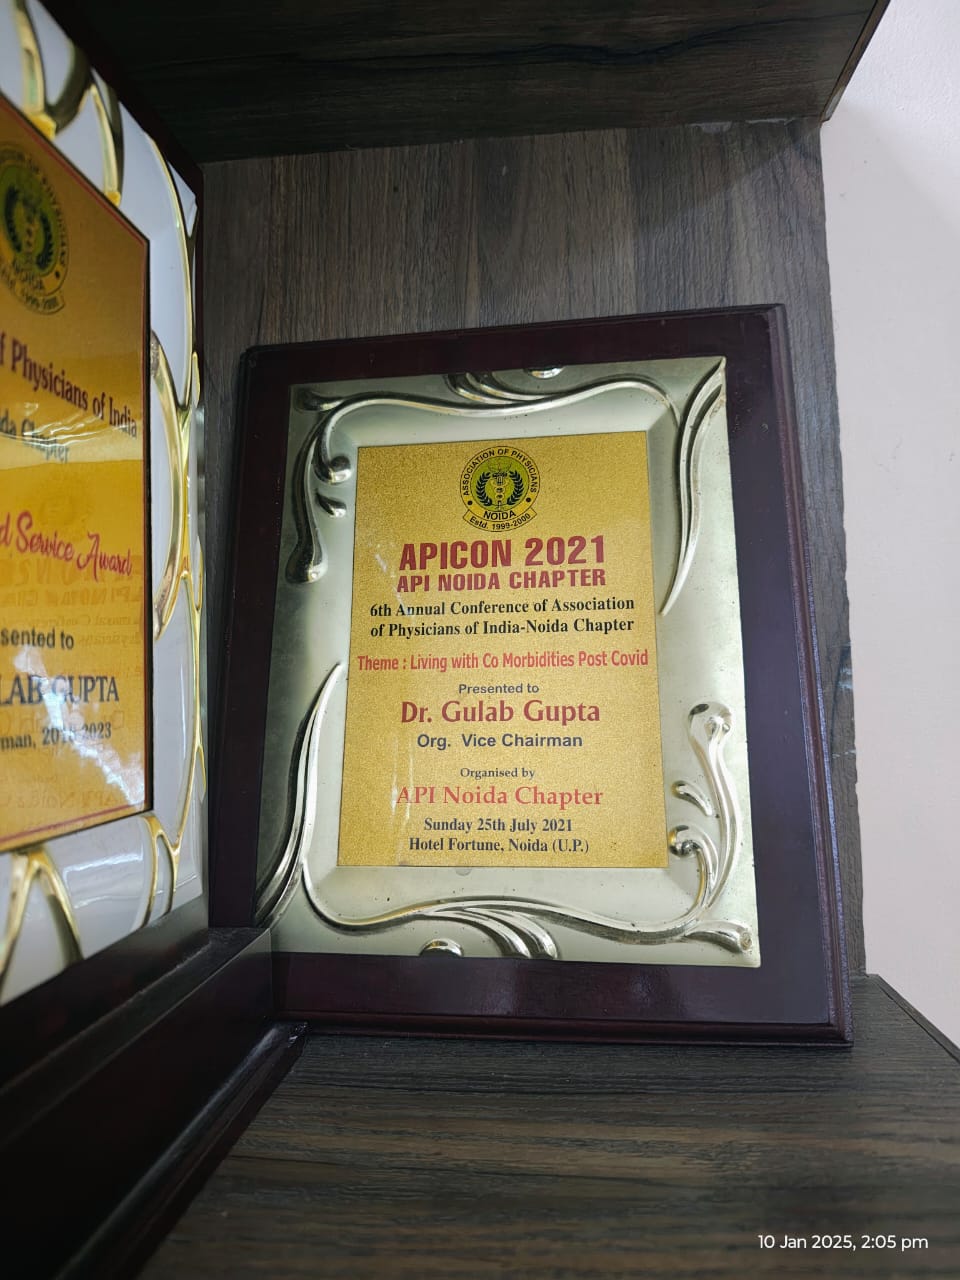 f Physicians of India
da Chapter
d Service Award
sented to
LAB GUPTA
ASSOCIATION OF PHYSICIANS
NOIDA
Estd. 1999-2000
APICON 2021
API NOIDA CHAPTER
6th Annual Conference of Association
of Physicians of India-Noida Chapter
Theme : Living with Co Morbidities Post Covid
Presented to
Dr. Gulab Gupta
Org. Vice Chairman
Organised by
API Noida Chapter
Sunday 25th July 2021
Hotel Fortune, Noida (U.P.)
10 Jan 2025, 2:05 pm